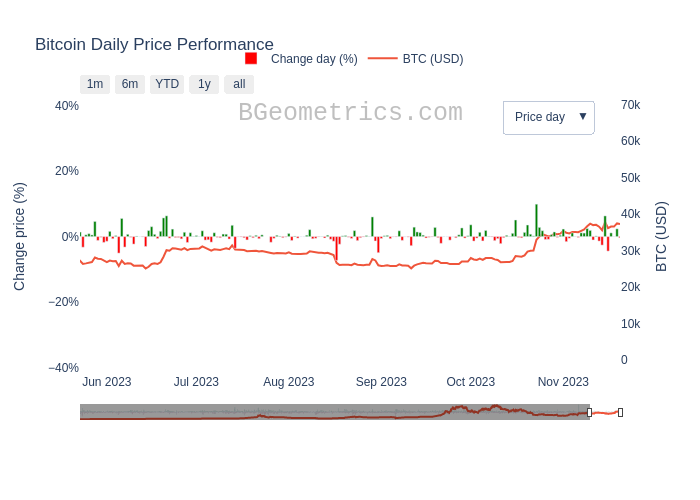 Bitcoin Daily Price Performance
Change day (%)
BTC (USD)
1m
6m
YTD
1y
all
BGeometrics.com
Price day ▼
Change price (%)
40%
20%
0%
−20%
−40%
70k
60k
50k
40k
30k
20k
10k
0
BTC (USD)
Jun 2023
Jul 2023
Aug 2023
Sep 2023
Oct 2023
Nov 2023